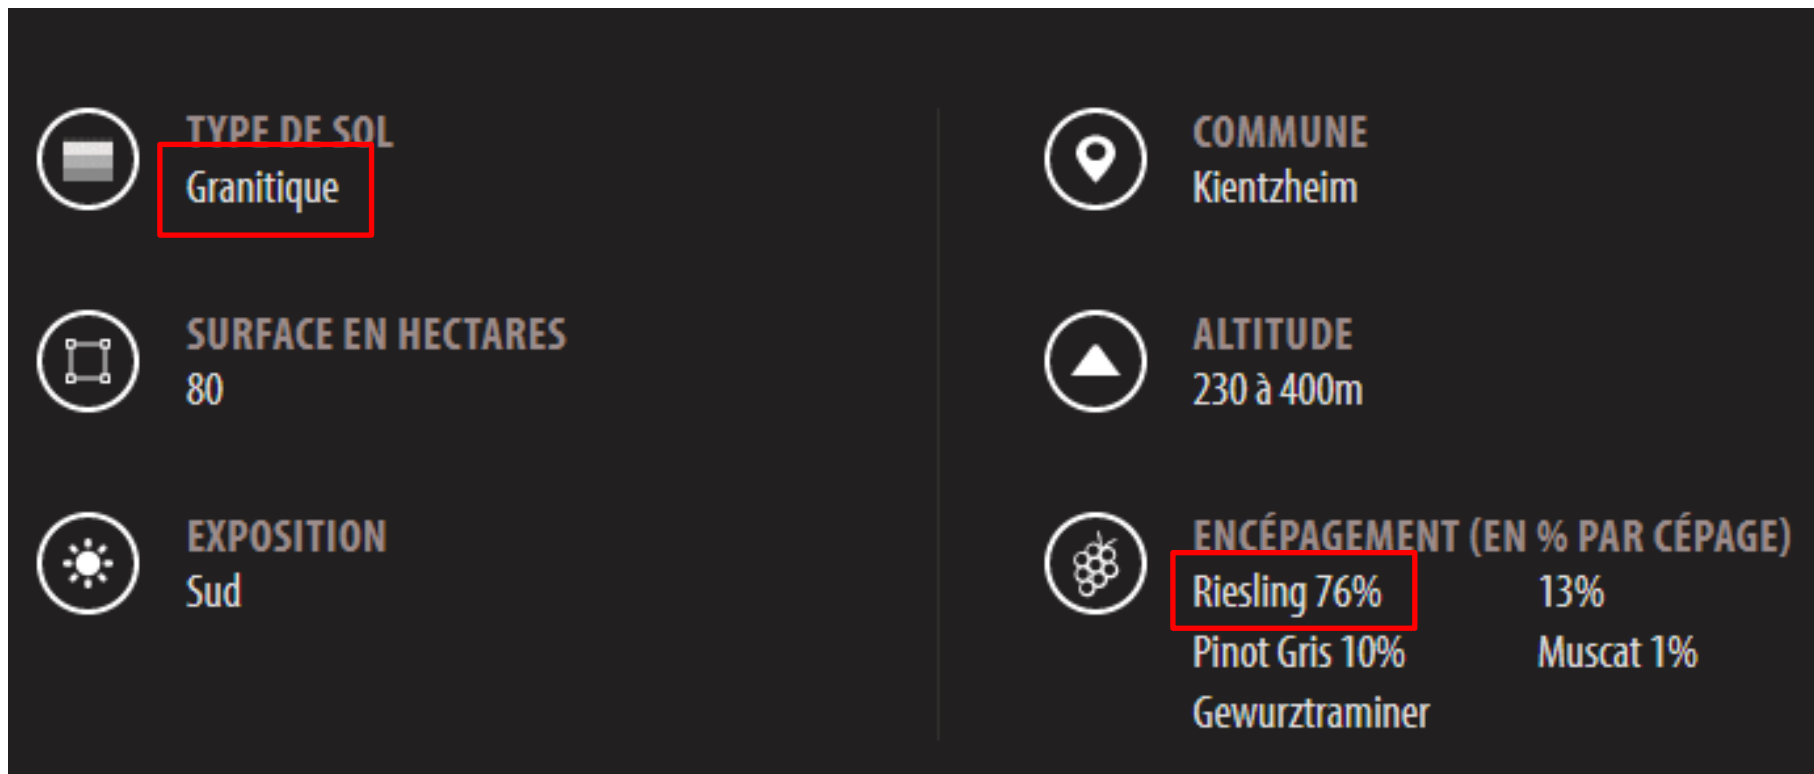 TYPE DE SOL
Granitique
SURFACE EN HECTARES
80
EXPOSITION
Sud
COMMUNE
Kientzheim
ALTITUDE
230 à 400m
ENCÉPAGEMENT (EN % PAR CÉPAGE)
Riesling 76%
Pinot Gris 10%
Gewurztraminer
13%
Muscat 1%